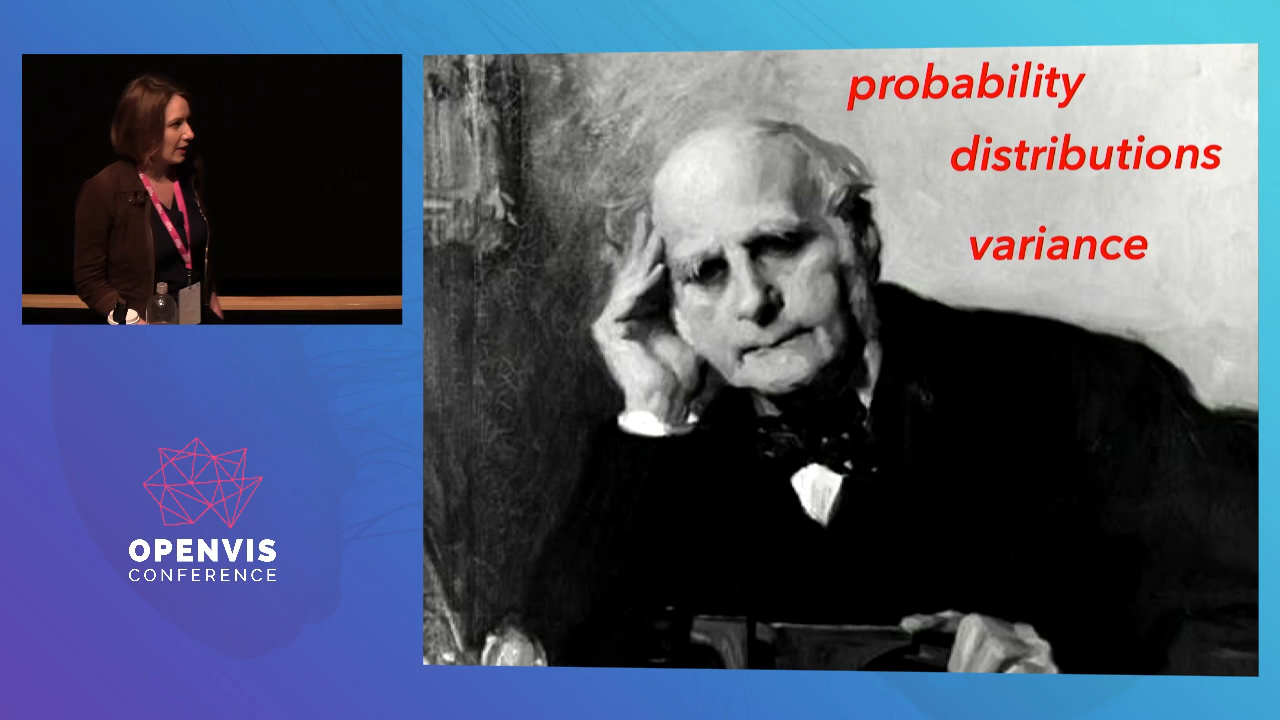 probability
distributions
variance
OPENVIS
CONFERENCE